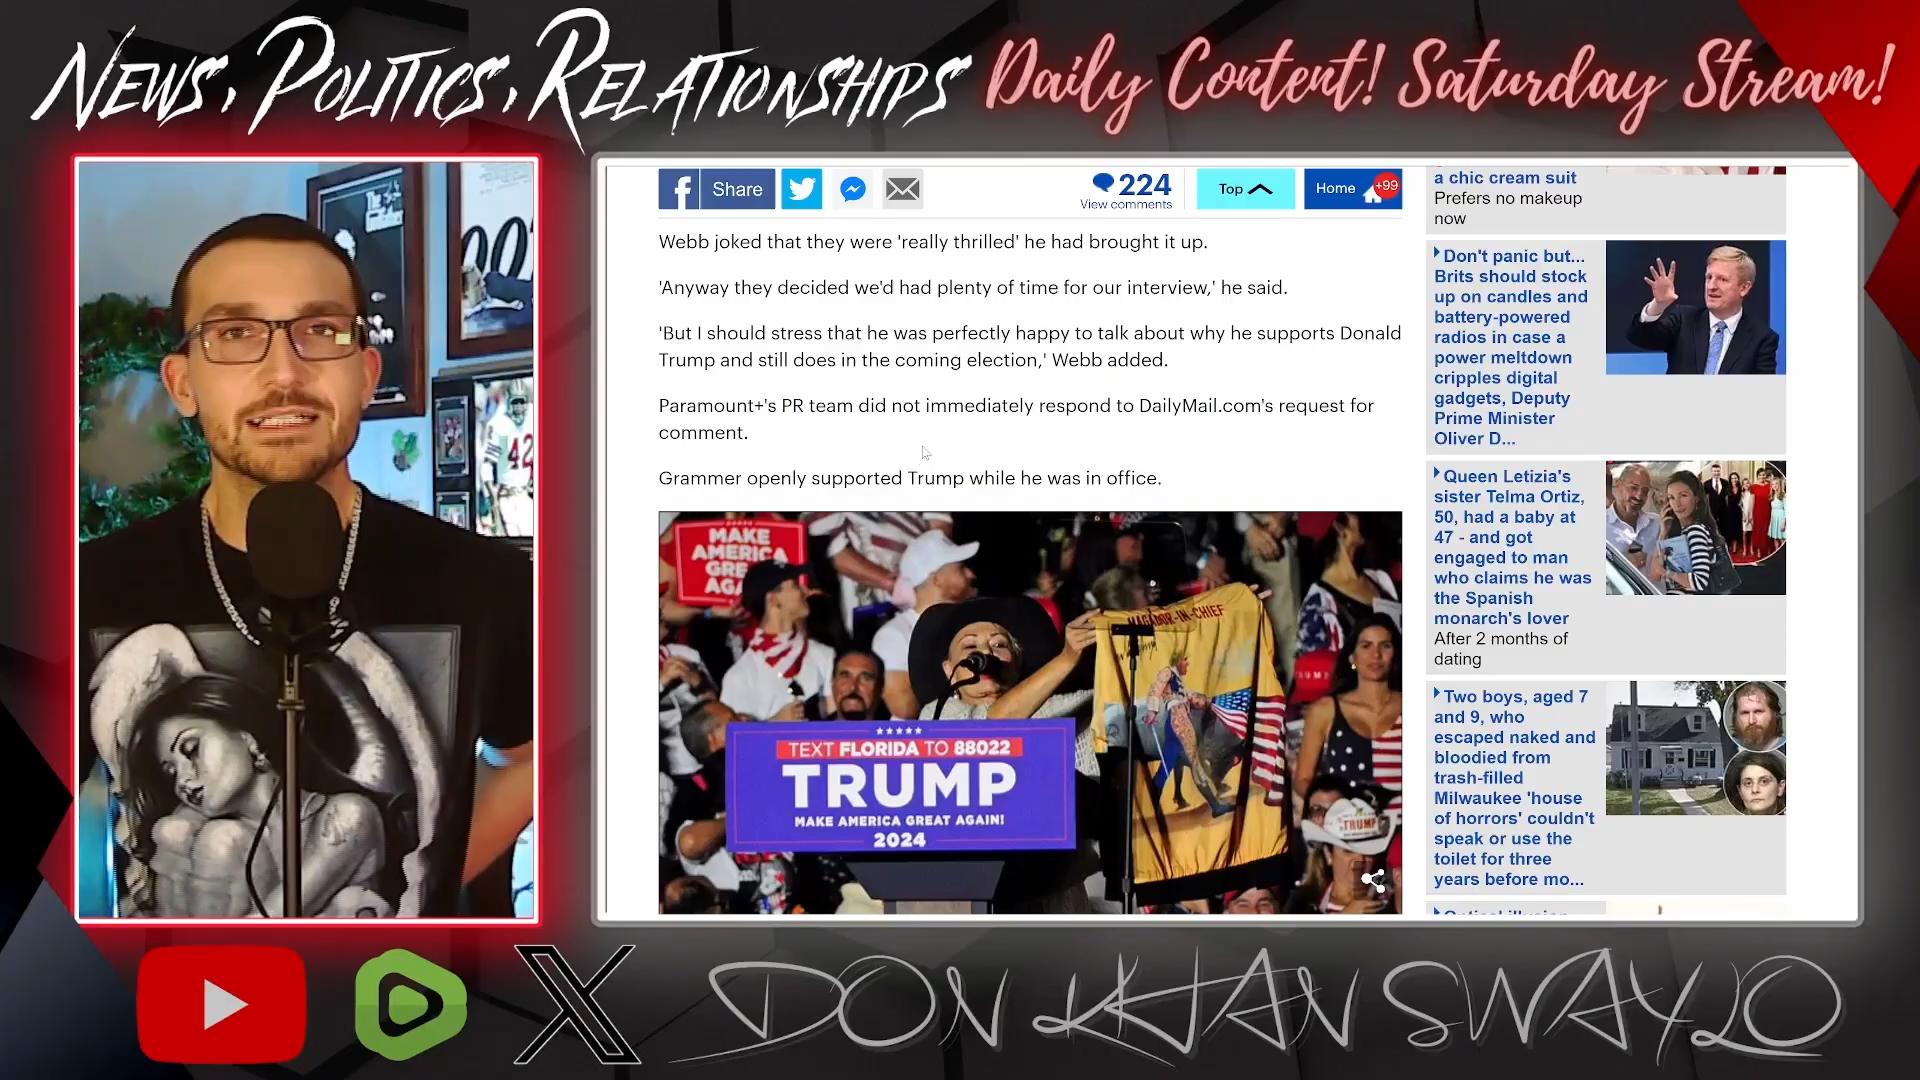 NEWS, POLITICS, RELATIONSHIPS
Daily Content! Saturday Stream!
Share
224
View comments
Top
Home
+99
Webb joked that they were 'really thrilled' he had brought it up.
'Anyway they decided we'd had plenty of time for our interview,' he said.
'But I should stress that he was perfectly happy to talk about why he supports Donald
Trump and still does in the coming election,' Webb added.
Paramount+'s PR team did not immediately respond to DailyMail.com's request for
comment.
Grammer openly supported Trump while he was in office.
MAKE
AMERICA
GRE
AGA
MAGADOR-IN-CHIEF
TEXT FLORIDA TO 88022
TRUMP
MAKE AMERICA GREAT AGAIN!
2024
TRUMP
a chic cream suit
Prefers no makeup
now
Don't panic but...
Brits should stock
up on candles and
battery-powered
radios in case a
power meltdown
cripples digital
gadgets, Deputy
Prime Minister
Oliver D...
Queen Letizia's
sister Telma Ortiz,
50, had a baby at
47 - and got
engaged to man
who claims he was
the Spanish
monarch's lover
After 2 months of
dating
Two boys, aged 7
and 9, who
escaped naked and
bloodied from
trash-filled
Milwaukee 'house
of horrors' couldn't
speak or use the
toilet for three
years before mo...
007
42
X
DON KHAN SWAYLO